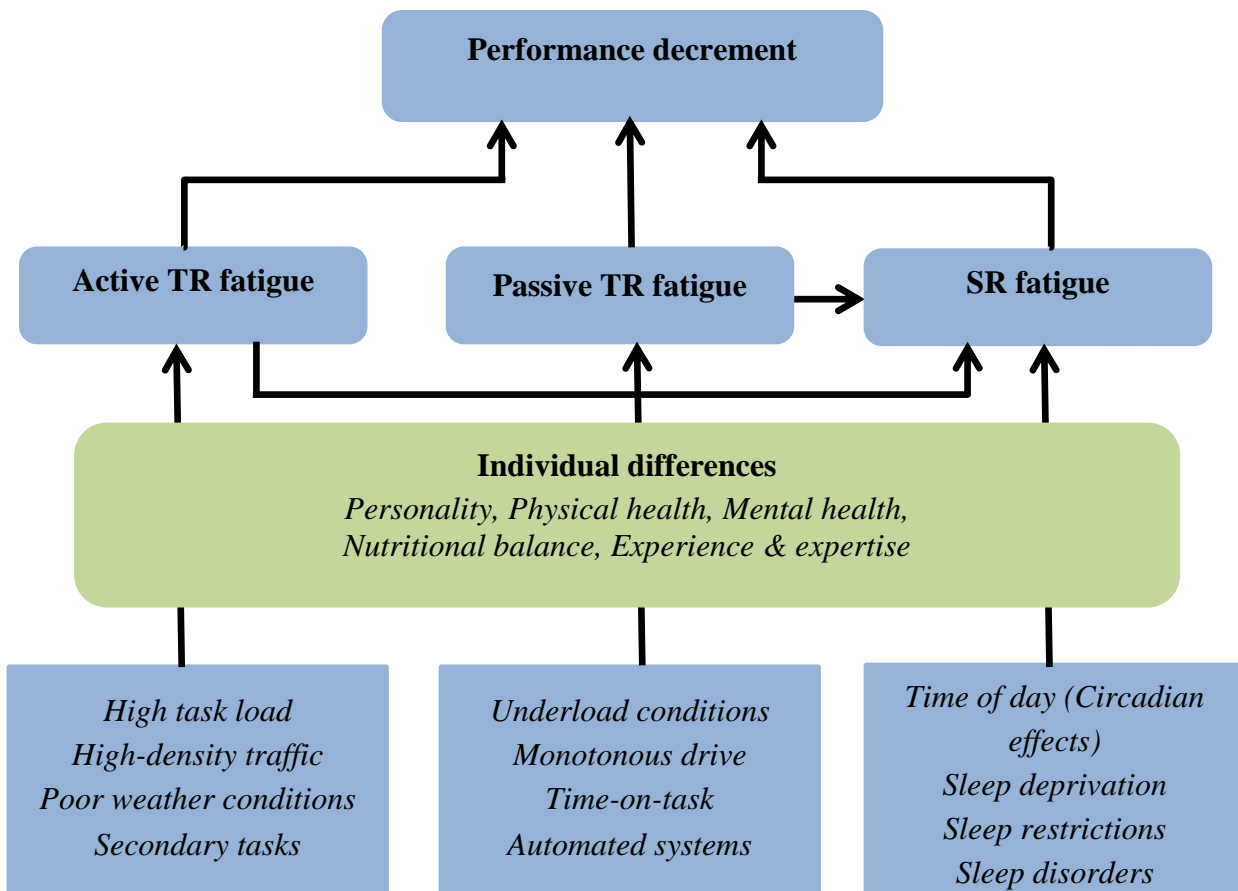 Performance decrement
Active TR fatigue
Passive TR fatigue
SR fatigue
Individual differences
Personality, Physical health, Mental health,
Nutritional balance, Experience & expertise
High task load
High-density traffic
Poor weather conditions
Secondary tasks
Underload conditions
Monotonous drive
Time-on-task
Automated systems
Time of day (Circadian
effects)
Sleep deprivation
Sleep restrictions
Sleep disorders